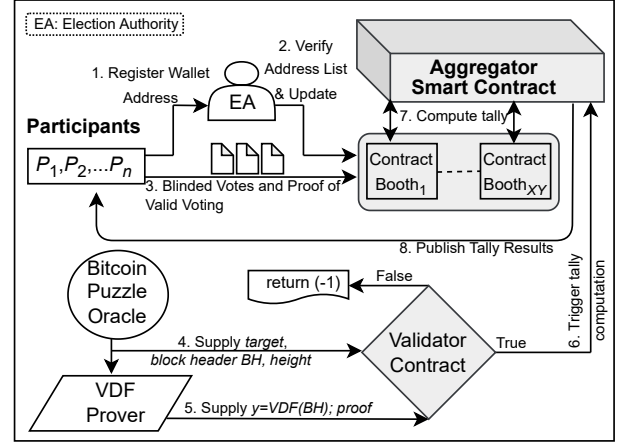 EA: Election Authority
1. Register Wallet
Address
EA
2. Verify
Address List
& Update
Aggregator
Smart Contract
7. Compute tally
Participants
P1,P2,...Pn
3. Blinded Votes and Proof of
Valid Voting
Contract
Booth1
Contract
BoothXY
8. Publish Tally Results
Bitcoin
Puzzle
Oracle
return (-1)
False
4. Supply target,
block header BH, height
Validator
Contract
True
6. Trigger tally
computation
VDF
Prover
5. Supply y=VDF(BH); proof